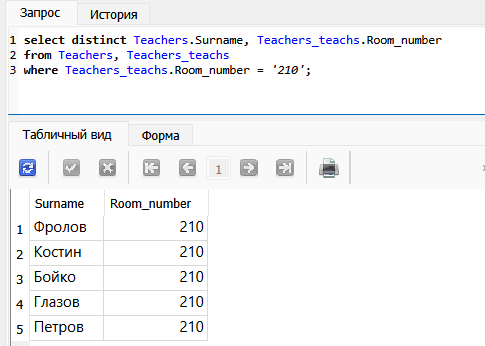 Запрос История
1 select distinct Teachers.Surname, Teachers_teachs.Room_number
2 from Teachers, Teachers_teachs
3 where Teachers_teachs.Room_number = '210';
Табличный вид Форма
1
Surname Room_number
1 Фролов 210
2 Костин 210
3 Бойко 210
4 Глазов 210
5 Петров 210